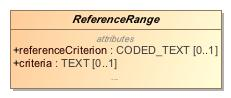 ReferenceRange
attributes
+referenceCriterion : CODED_TEXT [0..1]
+criteria : TEXT [0..1]
...